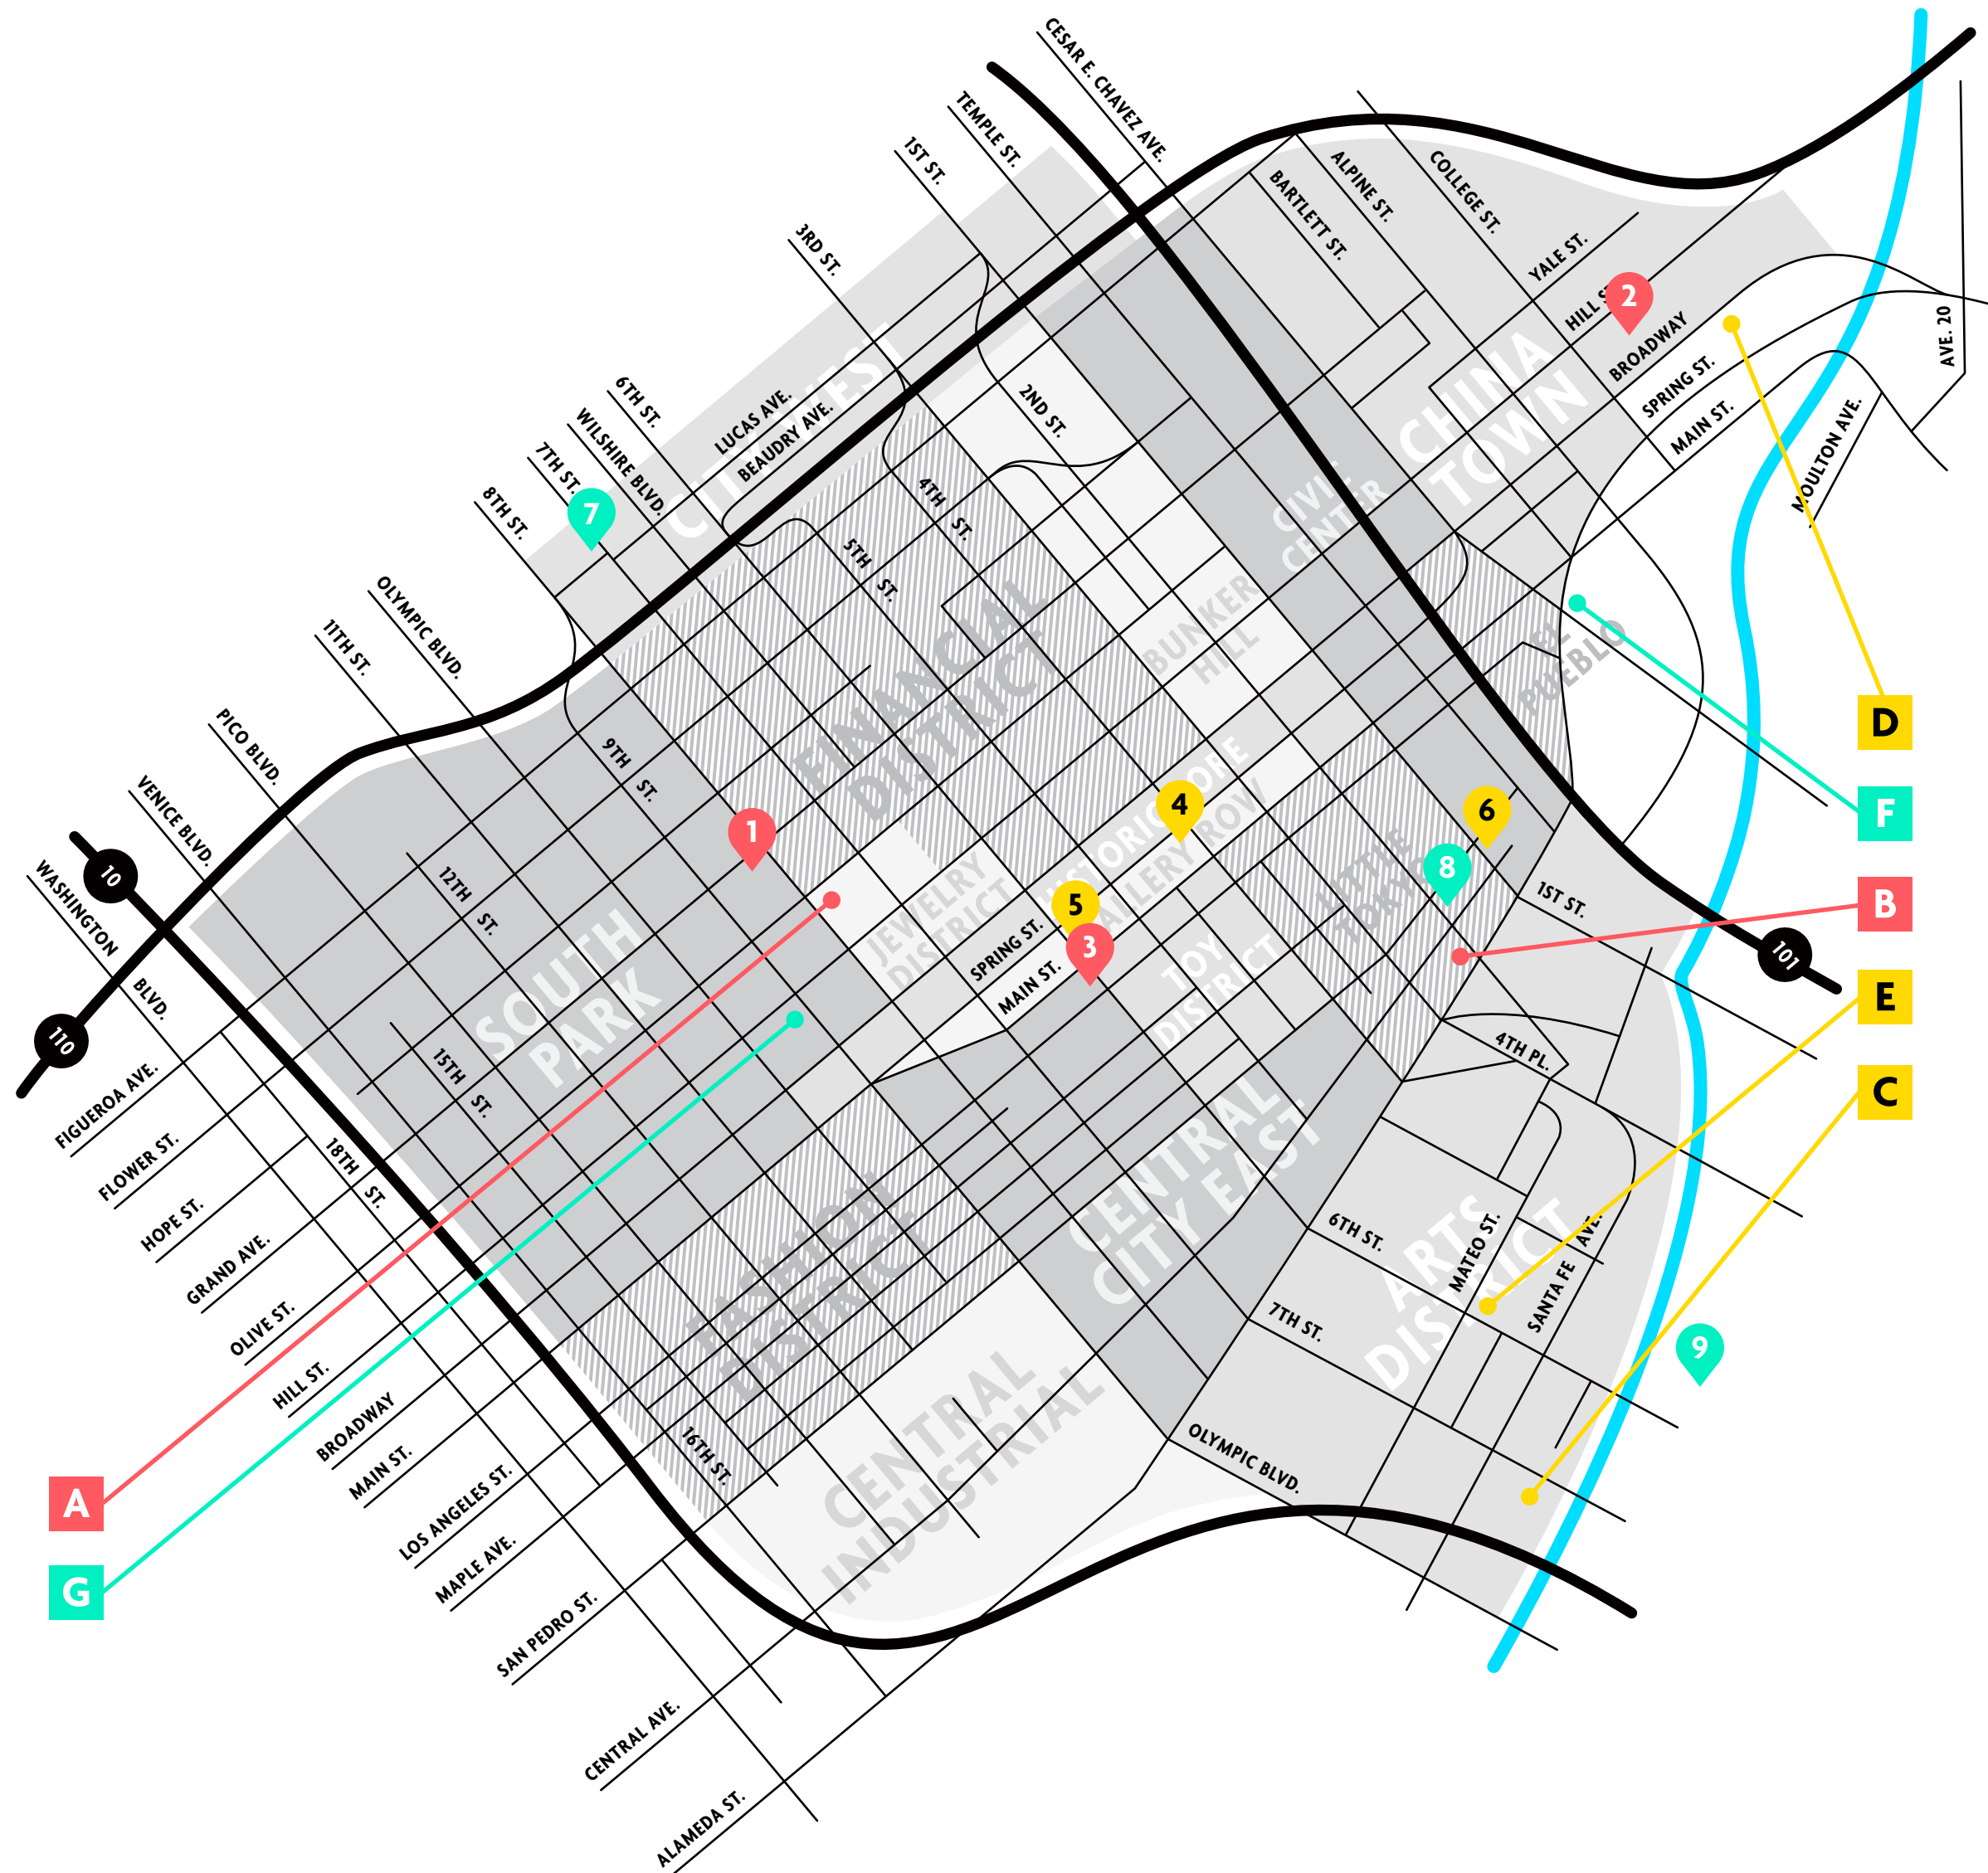 CESAR E. CHAVEZ AVE.
TEMPLE ST.
1ST ST.
3RD ST.
ALPINE ST.
BARTLETT ST.
COLLEGE ST.
YALE ST.
HILL S
2
BROADWAY
SPRING ST.
MAIN ST.
AVE. 20
MOULTON AVE.
CHINA
TOWN
2ND ST.
LUCAS AVE.
BEAUDRY AVE.
CITY WEST
6TH ST.
WILSHIRE BLVD.
7TH ST.
8TH ST.
7
4TH ST.
5TH ST.
CIVIC
CENTER
BUNKER
HILL
FINANCIAL
DISTRICT
EL
PUEBLO
OLYMPIC BLVD.
11TH ST.
PICO BLVD.
VENICE BLVD.
9TH ST.
D
F
B
E
C
HISTORIC CORE
GALLERY ROW
4
6
1
8
LITTLE
TOKYO
JEWELRY
DISTRICT
5
3
SPRING ST.
MAIN ST.
TOY
DISTRICT
1ST ST.
101
10
WASHINGTON BLVD.
110
12TH ST.
SOUTH
PARK
15TH ST.
4TH PL.
FIGUEROA AVE.
FLOWER ST.
HOPE ST.
GRAND AVE.
OLIVE ST.
HILL ST.
BROADWAY
MAIN ST.
LOS ANGELES ST.
MAPLE AVE.
SAN PEDRO ST.
CENTRAL AVE.
ALAMEDA ST.
18TH ST.
CENTRAL
CITY EAST
FASHION
DISTRICT
16TH ST.
CENTRAL
INDUSTRIAL
6TH ST.
7TH ST.
OLYMPIC BLVD.
MATEO ST.
SANTA FE AVE.
ARTS
DISTRICT
9
A
G